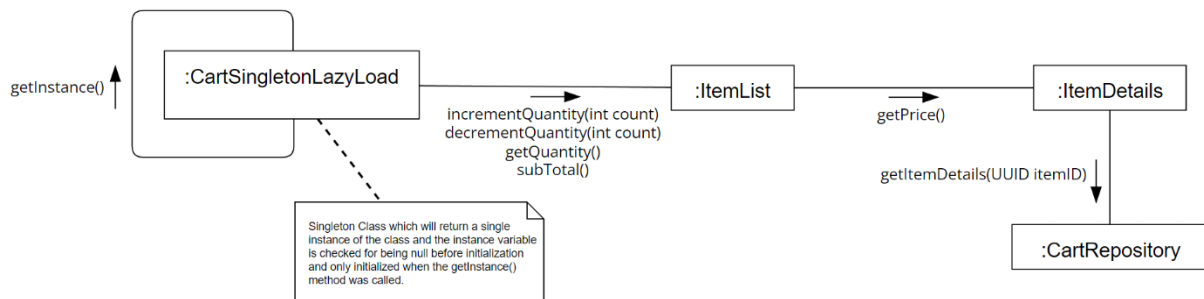 :CartSingletonLazyLoad
getInstance()
:ItemList
:ItemDetails
incrementQuantity(int count)
decrementQuantity(int count)
getQuantity()
subTotal()
getPrice()
getItemDetails(UUID itemID)
Singleton Class which will return a single
instance of the class and the instance variable
is checked for being null before initialization
and only initialized when the getInstance()
method was called.
:CartRepository